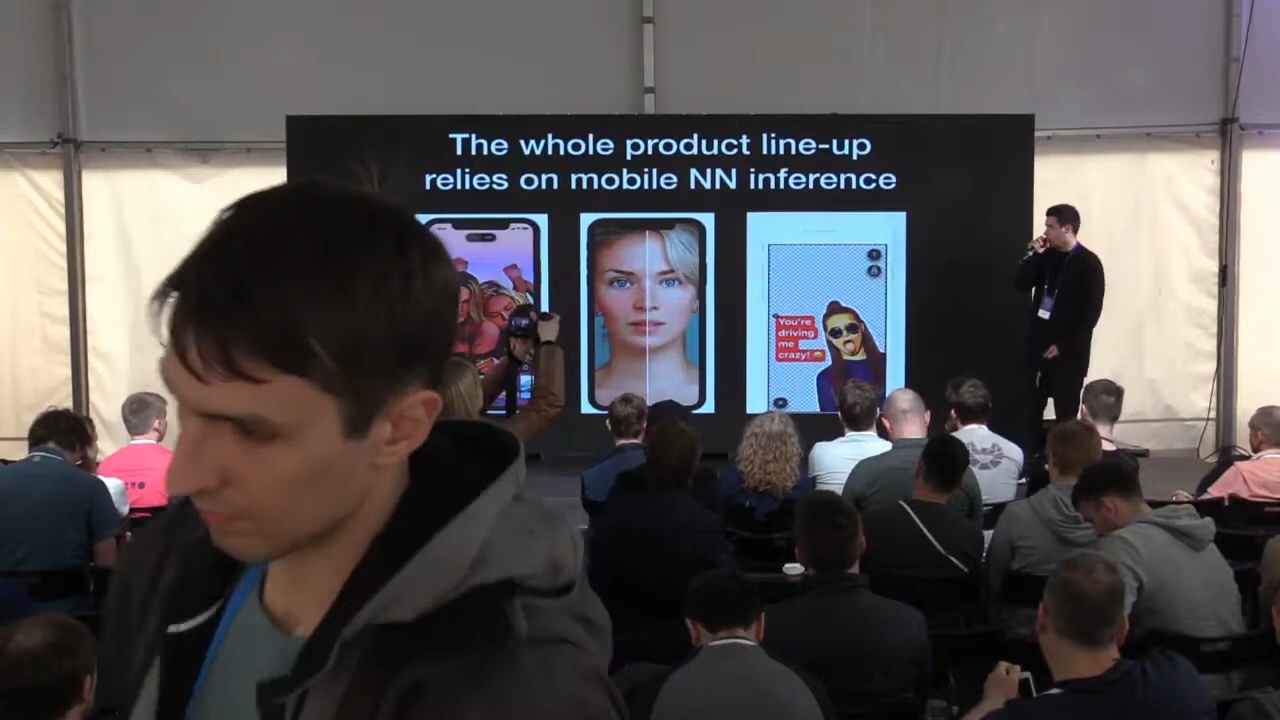 The whole product line-up
relies on mobile NN inference
You're
driving
me
crazy! 😜